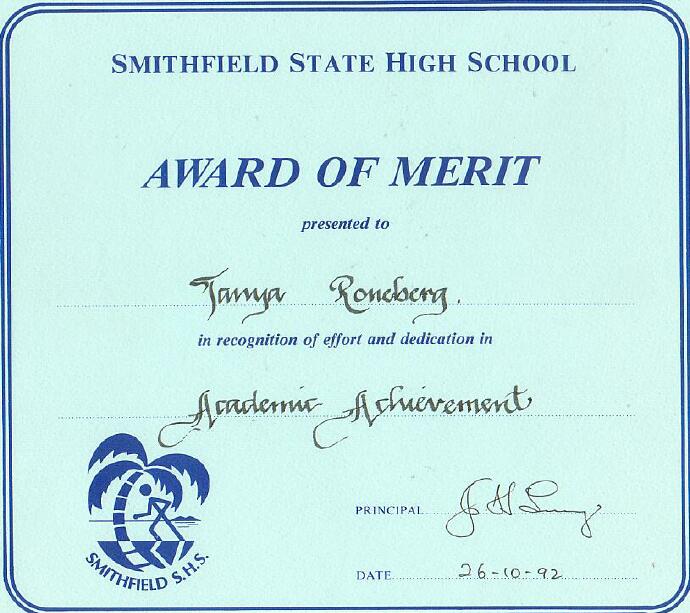 SMITHFIELD STATE HIGH SCHOOL
AWARD OF MERIT
presented to
Tanya Roneberg.
in recognition of effort and dedication in
Academic Achievement
PRINCIPAL
DATE 26-10-92
SMITHFIELD S.H.S.